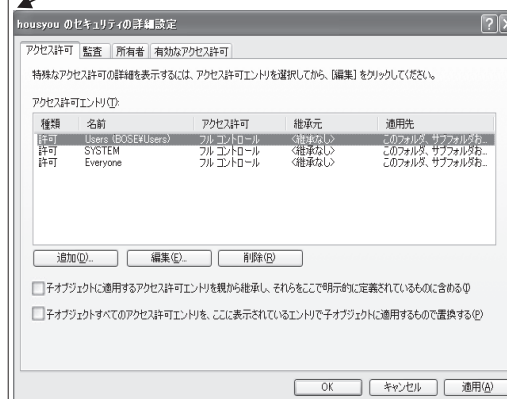 housyou のセキュリティの詳細設定
アクセス許可 監査 所有者 有効なアクセス許可
特殊なアクセス許可の詳細を表示するには、アクセス許可エントリを選択してから、[編集] をクリックしてください。
アクセス許可エントリ(T):
種類 名前 アクセス許可 継承元 適用先
許可 Users (BOSE¥Users) フル コントロール <継承なし> このフォルダ、サブフォルダお...
許可 SYSTEM フル コントロール <継承なし> このフォルダ、サブフォルダお...
許可 Everyone フル コントロール <継承なし> このフォルダ、サブフォルダお...
追加(D)... 編集(E)... 削除(R)
子オブジェクトに適用するアクセス許可エントリを親から継承し、それらをここで明示的に定義されているものに含める(I)
子オブジェクトすべてのアクセス許可エントリを、ここに表示されているエントリで子オブジェクトに適用するもので置換する(P)
OK キャンセル 適用(A)